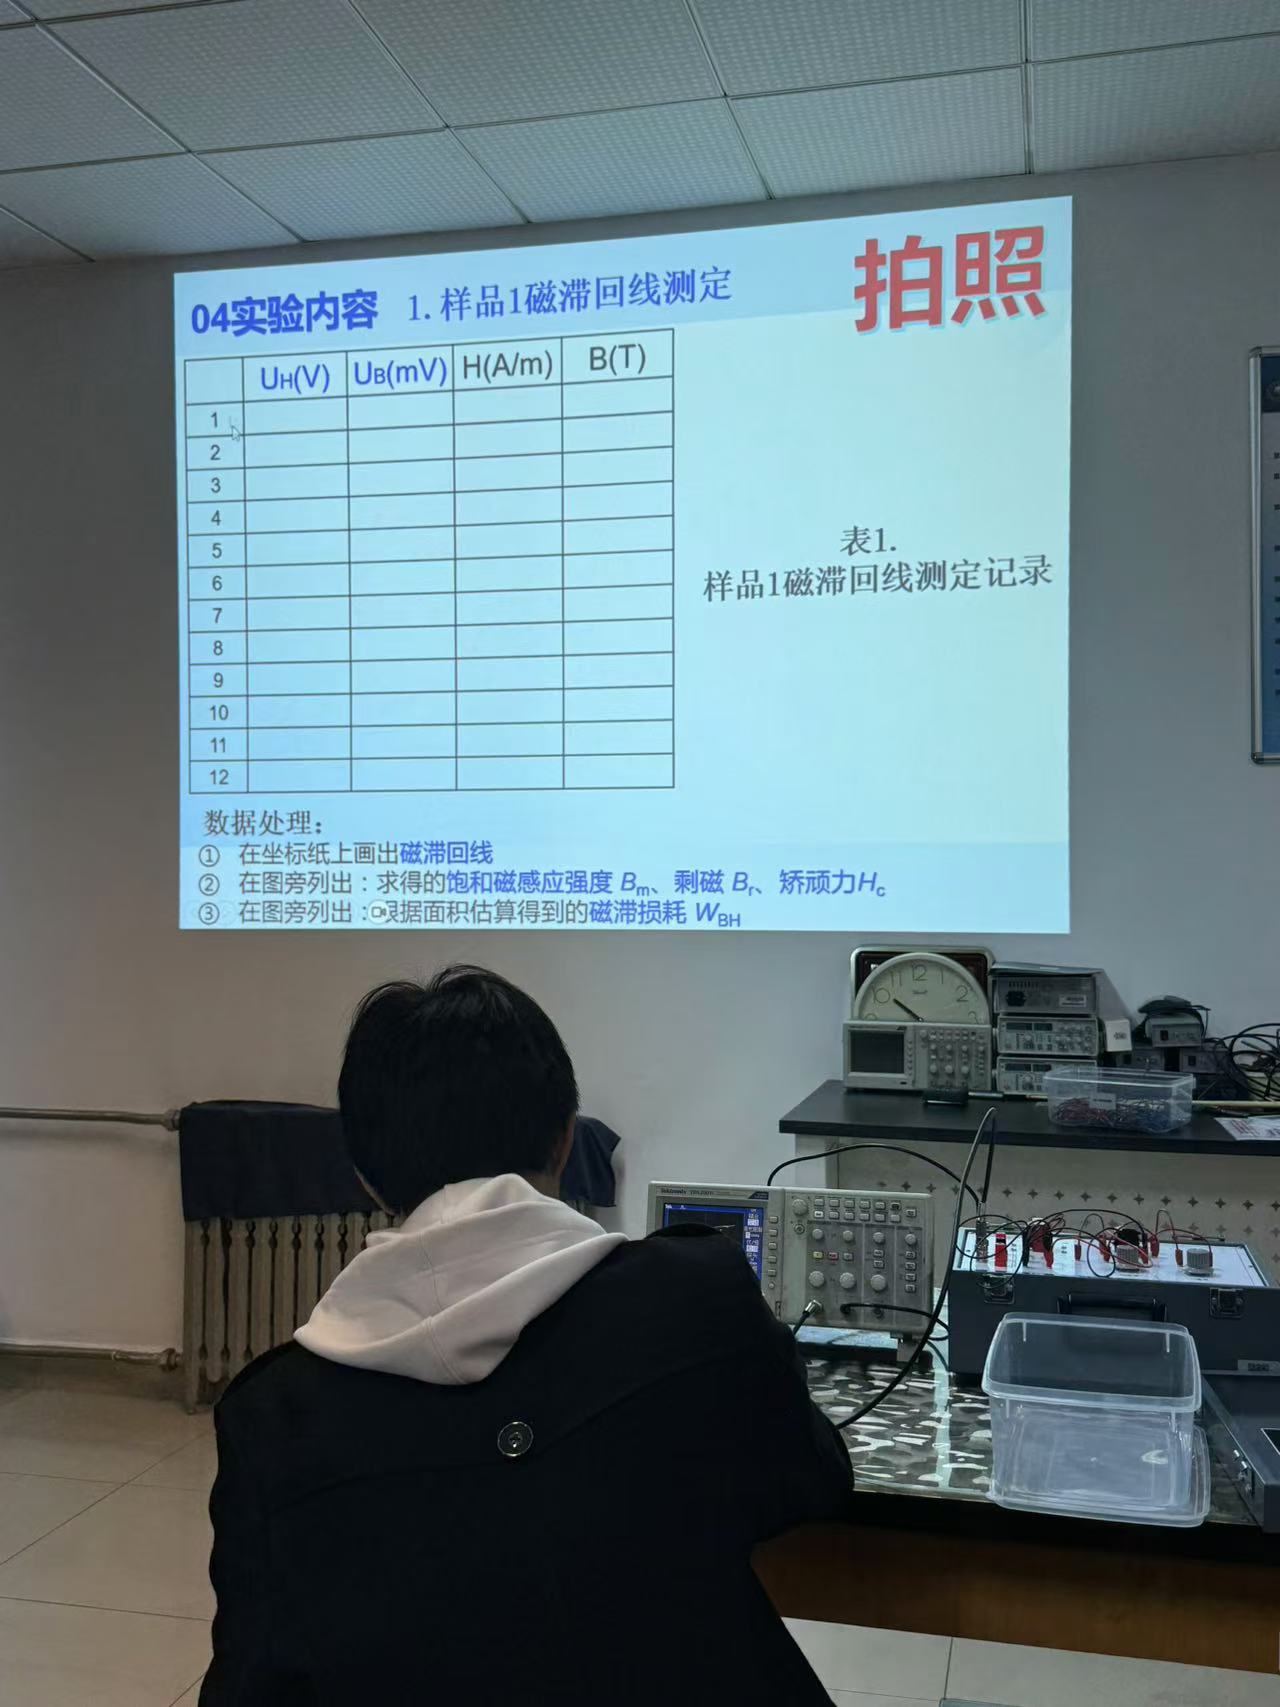 04实验内容 1.样品1磁滞回线测定
拍照
UH(V) UB(mV) H(A/m) B(T)
1
2
3
4
5
6
7
8
9
10
11
12
表1.
样品1磁滞回线测定记录
数据处理：
① 在坐标纸上画出磁滞回线
② 在图旁列出：求得的饱和磁感应强度 Bm、剩磁 Br、矫顽力Hc
③ 在图旁列出：根据面积估算得到的磁滞损耗 WBH
Tektronix